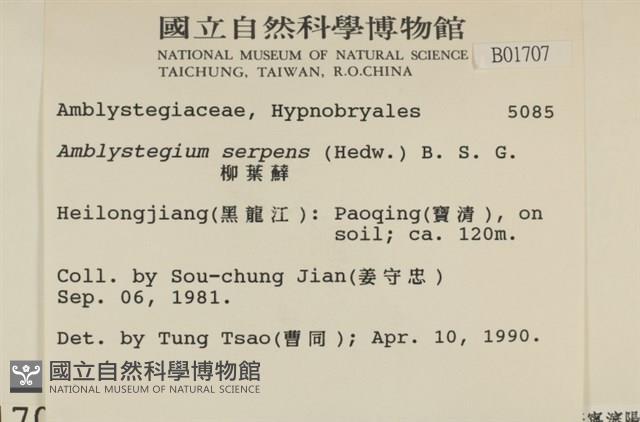 國立自然科學博物館
NATIONAL MUSEUM OF NATURAL SCIENCE
TAICHUNG, TAIWAN, R.O.CHINA
B01707
Amblystegiaceae, Hypnobryales 5085
Amblystegium serpens (Hedw.) B. S. G.
柳葉蘚
Heilongjiang(黑龍江): Paoqing(寶清), on
soil; ca. 120m.
Coll. by Sou-chung Jian(姜守忠)
Sep. 06, 1981.
Det. by Tung Tsao(曹同); Apr. 10, 1990.
國立自然科學博物館
NATIONAL MUSEUM OF NATURAL SCIENCE
170